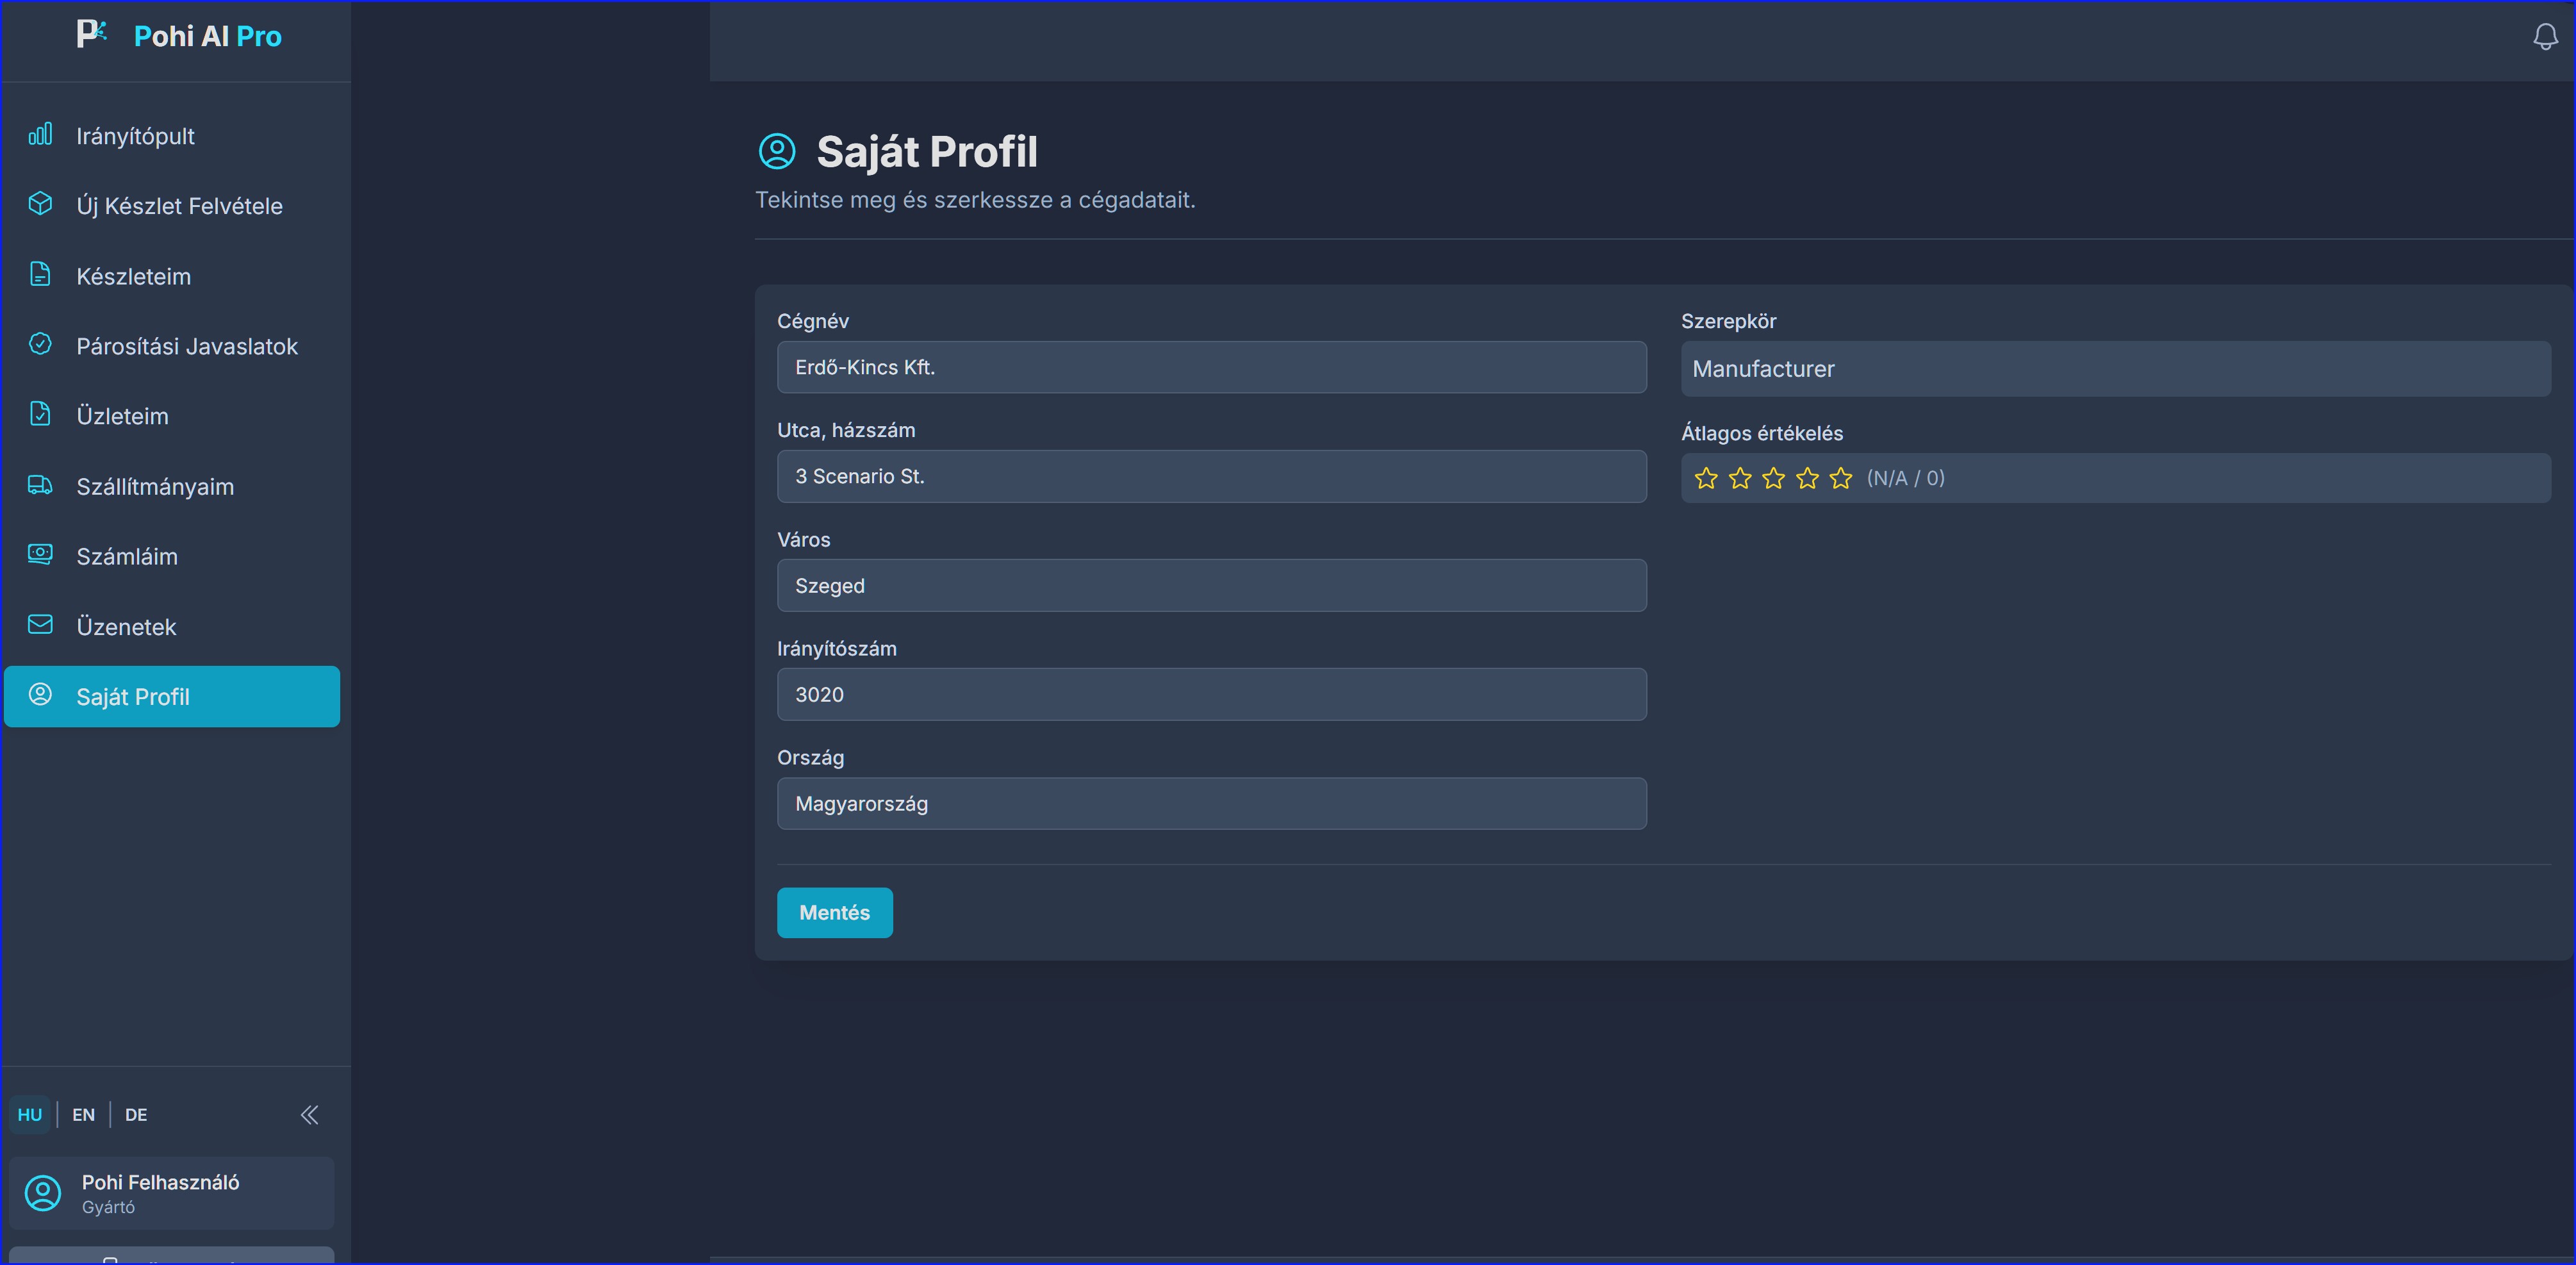 Pohi AI Pro
Irányítópult
Új Készlet Felvétele
Készleteim
Párosítási Javaslatok
Üzleteim
Szállítmányaim
Számláim
Üzenetek
Saját Profil
HU | EN | DE
Pohi Felhasználó
Gyártó
Saját Profil
Tekintse meg és szerkessze a cégadatait.
Cégnév
Erdő-Kincs Kft.
Utca, házszám
3 Scenario St.
Város
Szeged
Irányítószám
3020
Ország
Magyarország
Mentés
Szerepkör
Manufacturer
Átlagos értékelés
(N/A / 0)